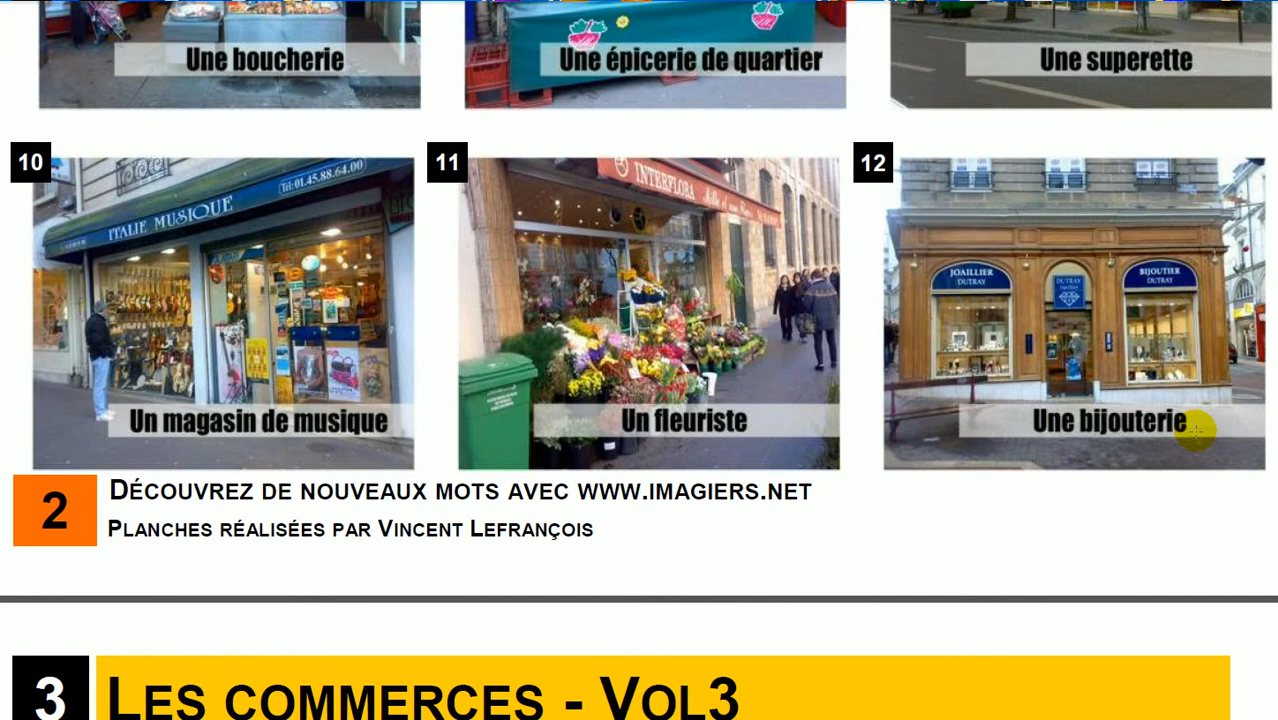 Une boucherie
Une épicerie de quartier
Une superette
10
11
12
Tél:01.45.88.64.00
ITALIE MUSIQUE
INTERFLORA
JOAILLIER
DUTRAY
DUTRAY
BIJOUTIER
DUTRAY
Un magasin de musique
Un fleuriste
Une bijouterie
2
DÉCOUVREZ DE NOUVEAUX MOTS AVEC WWW.IMAGIERS.NET
PLANCHES RÉALISÉES PAR VINCENT LEFRANÇOIS
3
LES COMMERCES - VOL3